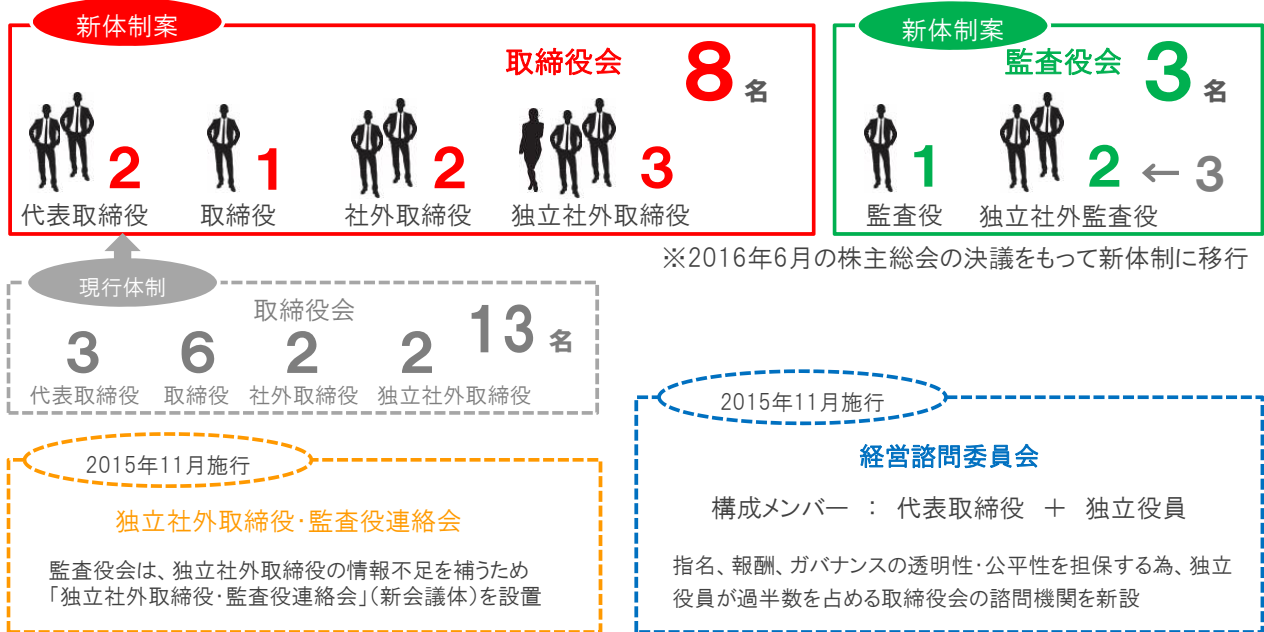 新体制案
取締役会 8 名
2 1 2 3
代表取締役 取締役 社外取締役 独立社外取締役
新体制案
監査役会 3 名
1 2 ← 3
監査役 独立社外監査役
※2016年6月の株主総会の決議をもって新体制に移行
現行体制
取締役会 13 名
3 6 2 2
代表取締役 取締役 社外取締役 独立社外取締役
2015年11月施行
独立社外取締役・監査役連絡会
監査役会は、独立社外取締役の情報不足を補うため
「独立社外取締役・監査役連絡会」(新会議体)を設置
2015年11月施行
経営諮問委員会
構成メンバー : 代表取締役 + 独立役員
指名、報酬、ガバナンスの透明性・公平性を担保する為、独立
役員が過半数を占める取締役会の諮問機関を新設